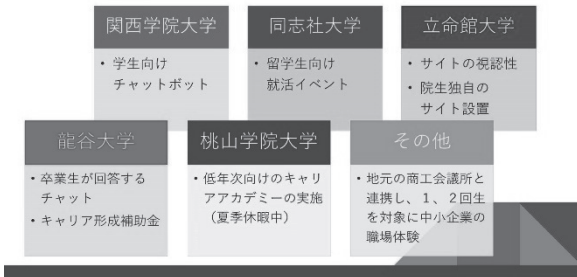 関西学院大学
・学生向け
チャットボット
同志社大学
・留学生向け
就活イベント
立命館大学
・サイトの視認性
・院生独自の
サイト設置
龍谷大学
・卒業生が回答する
チャット
・キャリア形成補助金
桃山学院大学
・低年次向けのキャリ
アアカデミーの実施
（夏季休暇中）
その他
・地元の商工会議所と
連携し、１、２回生
を対象に中小企業の
職場体験